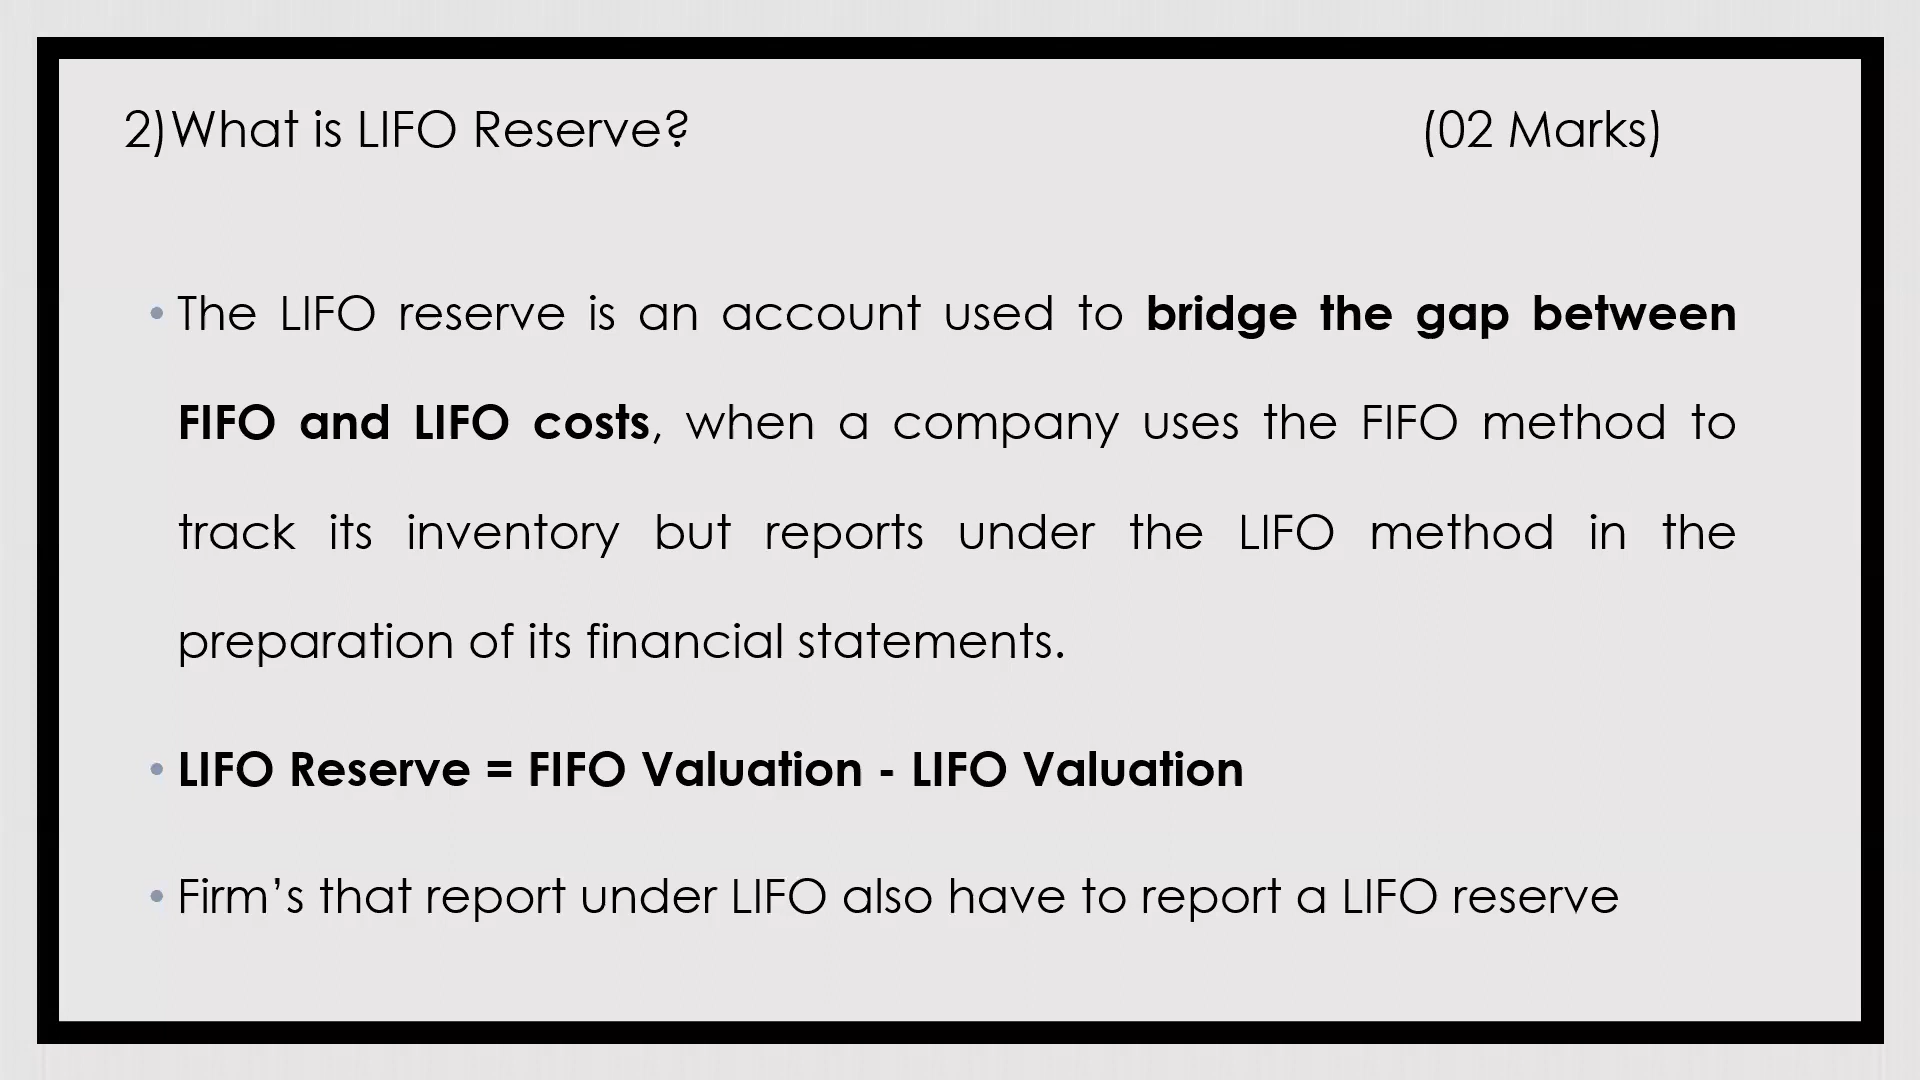 2)What is LIFO Reserve? (02 Marks)
• The LIFO reserve is an account used to bridge the gap between
FIFO and LIFO costs, when a company uses the FIFO method to
track its inventory but reports under the LIFO method in the
preparation of its financial statements.
• LIFO Reserve = FIFO Valuation - LIFO Valuation
• Firm’s that report under LIFO also have to report a LIFO reserve